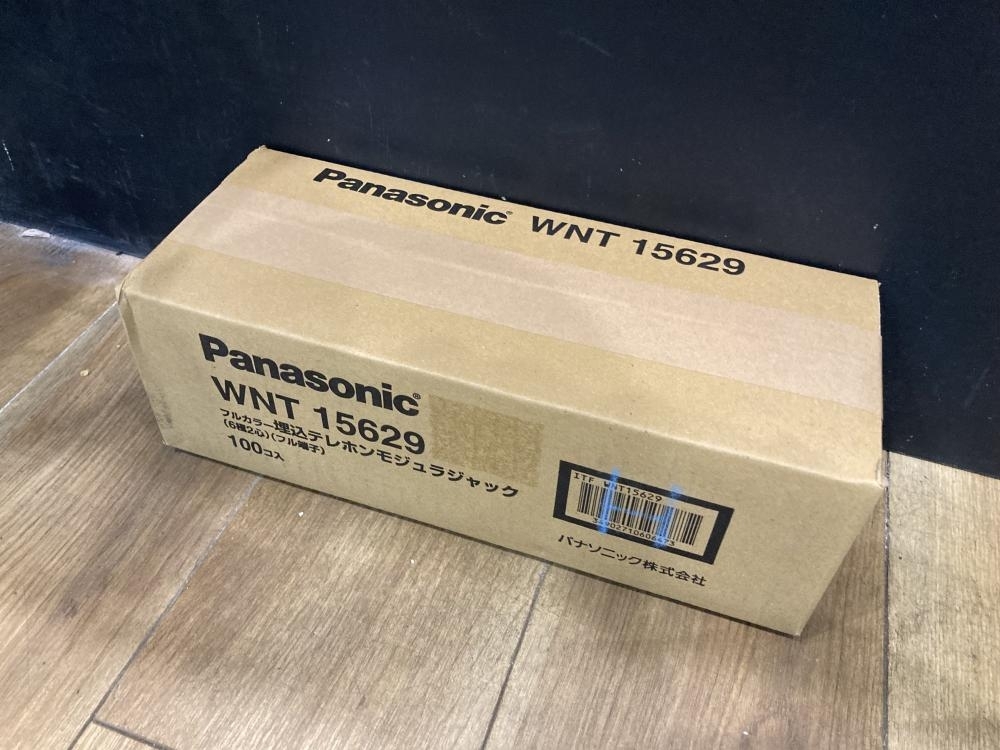 Panasonic® WNT 15629
Panasonic®
WNT 15629
フルカラー埋込テレホンモジュラジャック
(6極2心)(フル端子)
100コ入
ITF WNT15629
パナソニック株式会社